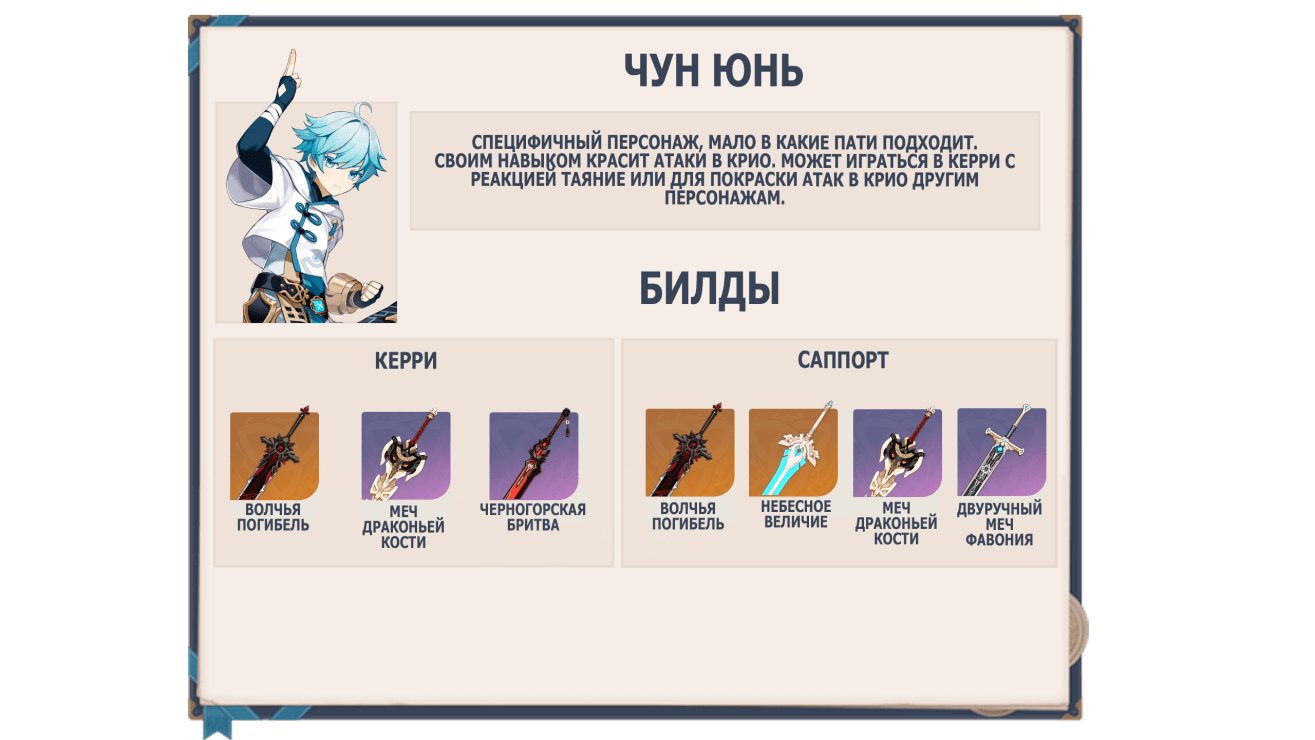 ЧУН ЮНЬ
СПЕЦИФИЧНЫЙ ПЕРСОНАЖ, МАЛО В КАКИЕ ПАТИ ПОДХОДИТ.
СВОИМ НАВЫКОМ КРАСИТ АТАКИ В КРИО. МОЖЕТ ИГРАТЬСЯ В КЕРРИ С
РЕАКЦИЕЙ ТАЯНИЕ ИЛИ ДЛЯ ПОКРАСКИ АТАК В КРИО ДРУГИМ
ПЕРСОНАЖАМ.
БИЛДЫ
КЕРРИ
ВОЛЧЬЯ
ПОГИБЕЛЬ
МЕЧ
ДРАКОНЬЕЙ
КОСТИ
ЧЕРНОГОРСКАЯ
БРИТВА
САППОРТ
ВОЛЧЬЯ
ПОГИБЕЛЬ
НЕБЕСНОЕ
ВЕЛИЧИЕ
МЕЧ
ДРАКОНЬЕЙ
КОСТИ
ДВУРУЧНЫЙ
МЕЧ
ФАВОНИЯ